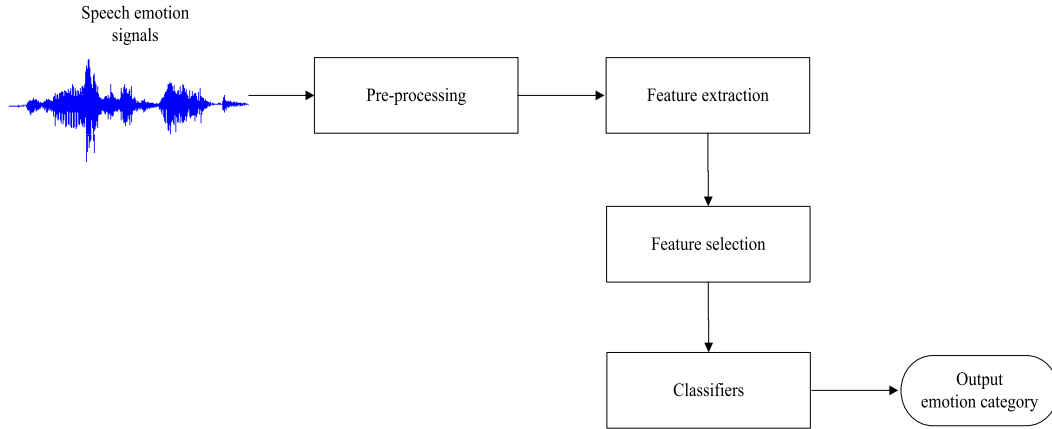 Speech emotion
signals
Pre-processing
Feature extraction
Feature selection
Classifiers
Output
emotion category